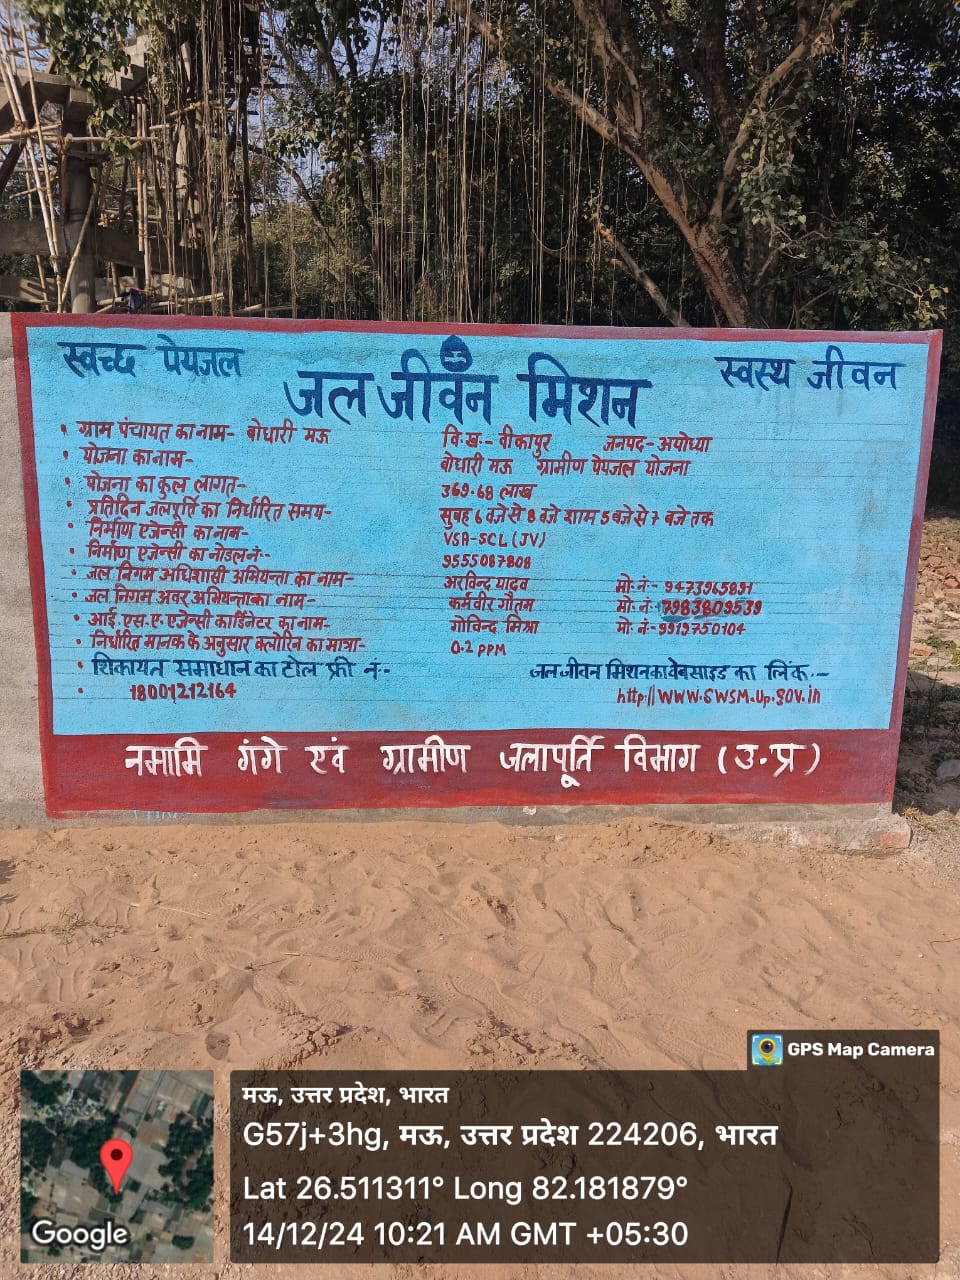 स्वच्छ पेयजल
जल जीवन मिशन
स्वस्थ जीवन
• ग्राम पंचायत का नाम- बोधारी मऊ वि.ख.- बीकापुर जनपद- अयोध्या
• योजना का नाम- बोधारी मऊ ग्रामीण पेयजल योजना
• योजना का कुल लागत- 369.68 लाख
• प्रतिदिन जलपूर्ति का निर्धारित समय- सुबह 6 बजे से 8 बजे शाम 5 बजे से 7 बजे तक
• निर्माण एजेन्सी का नाम- VSA-SCL (JV)
• निर्माण एजेन्सी का नोडल नं.- 9555087808
• जल निगम अधिशासी अभियन्ता का नाम- अरविन्द यादव मो.नं.- 9473965891
• जल निगम अवर अभियन्ता का नाम- कर्मवीर गौतम मो.नं.- 7983809539
• आई.एस.ए. एजेन्सी कार्डिनेटर का नाम- गोविन्द मिश्रा मो.नं.- 9919750104
• निर्धारित मानक के अनुसार क्लोरिन का मात्रा- 0.2 PPM
• शिकायत समाधान का टोल फ्री नं.- जल जीवन मिशन का वेबसाइड का लिंक.-
• 18001212164 http||www.swsm.up.gov.in
नमामि गंगे एवं ग्रामीण जलापूर्ति विभाग (उ.प्र)
GPS Map Camera
मऊ, उत्तर प्रदेश, भारत
G57j+3hg, मऊ, उत्तर प्रदेश 224206, भारत
Lat 26.511311° Long 82.181879°
14/12/24 10:21 AM GMT +05:30
Google